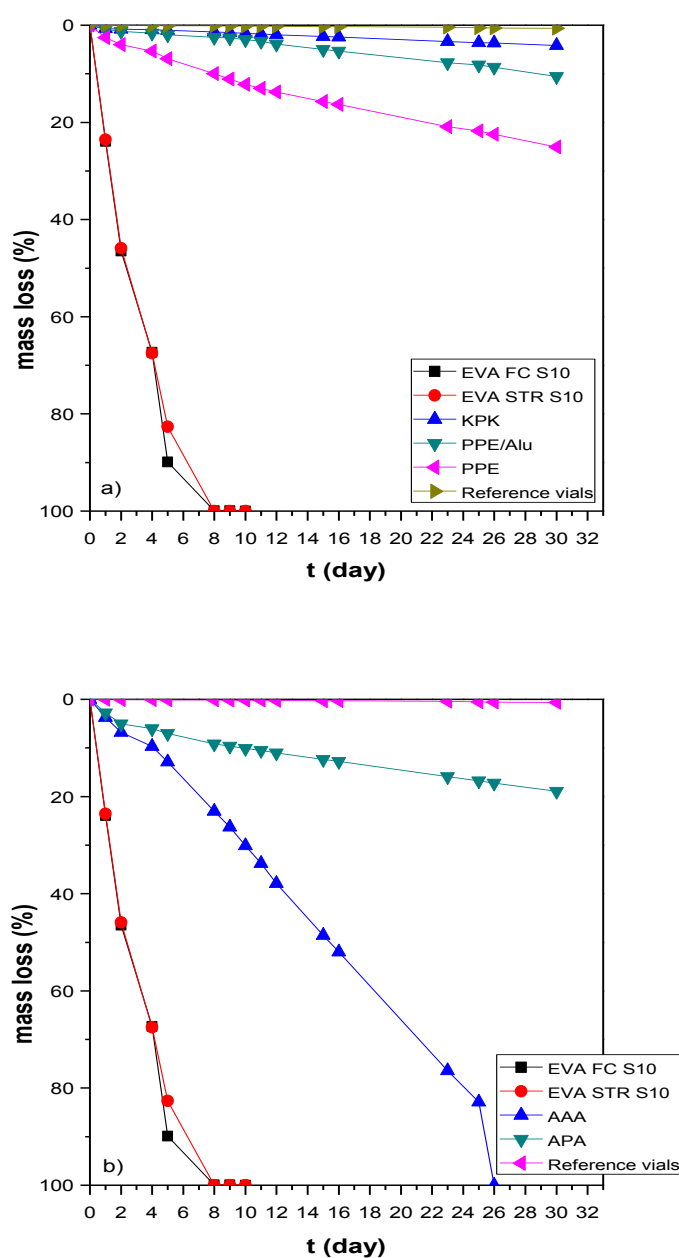 0
20
40
60
80
100
mass loss (%)
EVA FC S10
EVA STR S10
KPK
PPE/Alu
PPE
Reference vials
a)
0 2 4 6 8 10 12 14 16 18 20 22 24 26 28 30 32
t (day)
0
20
40
60
80
100
mass loss (%)
EVA FC S10
EVA STR S10
AAA
APA
Reference vials
b)
0 2 4 6 8 10 12 14 16 18 20 22 24 26 28 30 32
t (day)